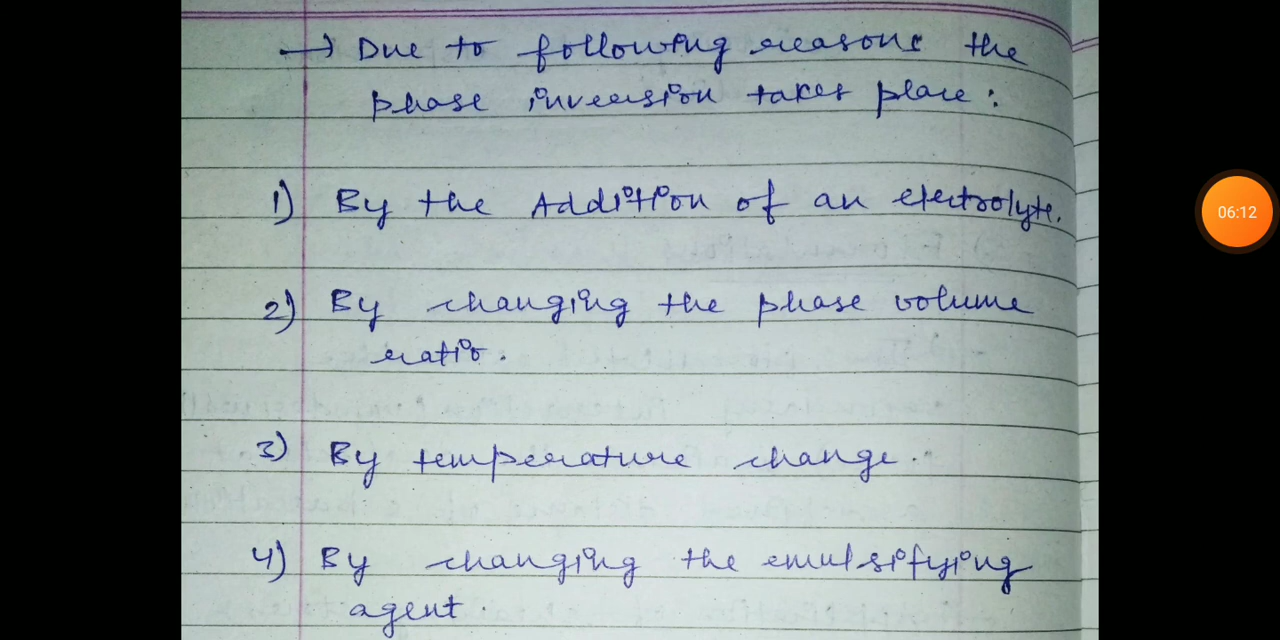 → Due to following reasons the
phase inversion takes place :
1) By the Addition of an electrolyte.
2) By changing the phase volume
ratio.
3) By temperature change.
4) By changing the emulsifying
agent.
06:12